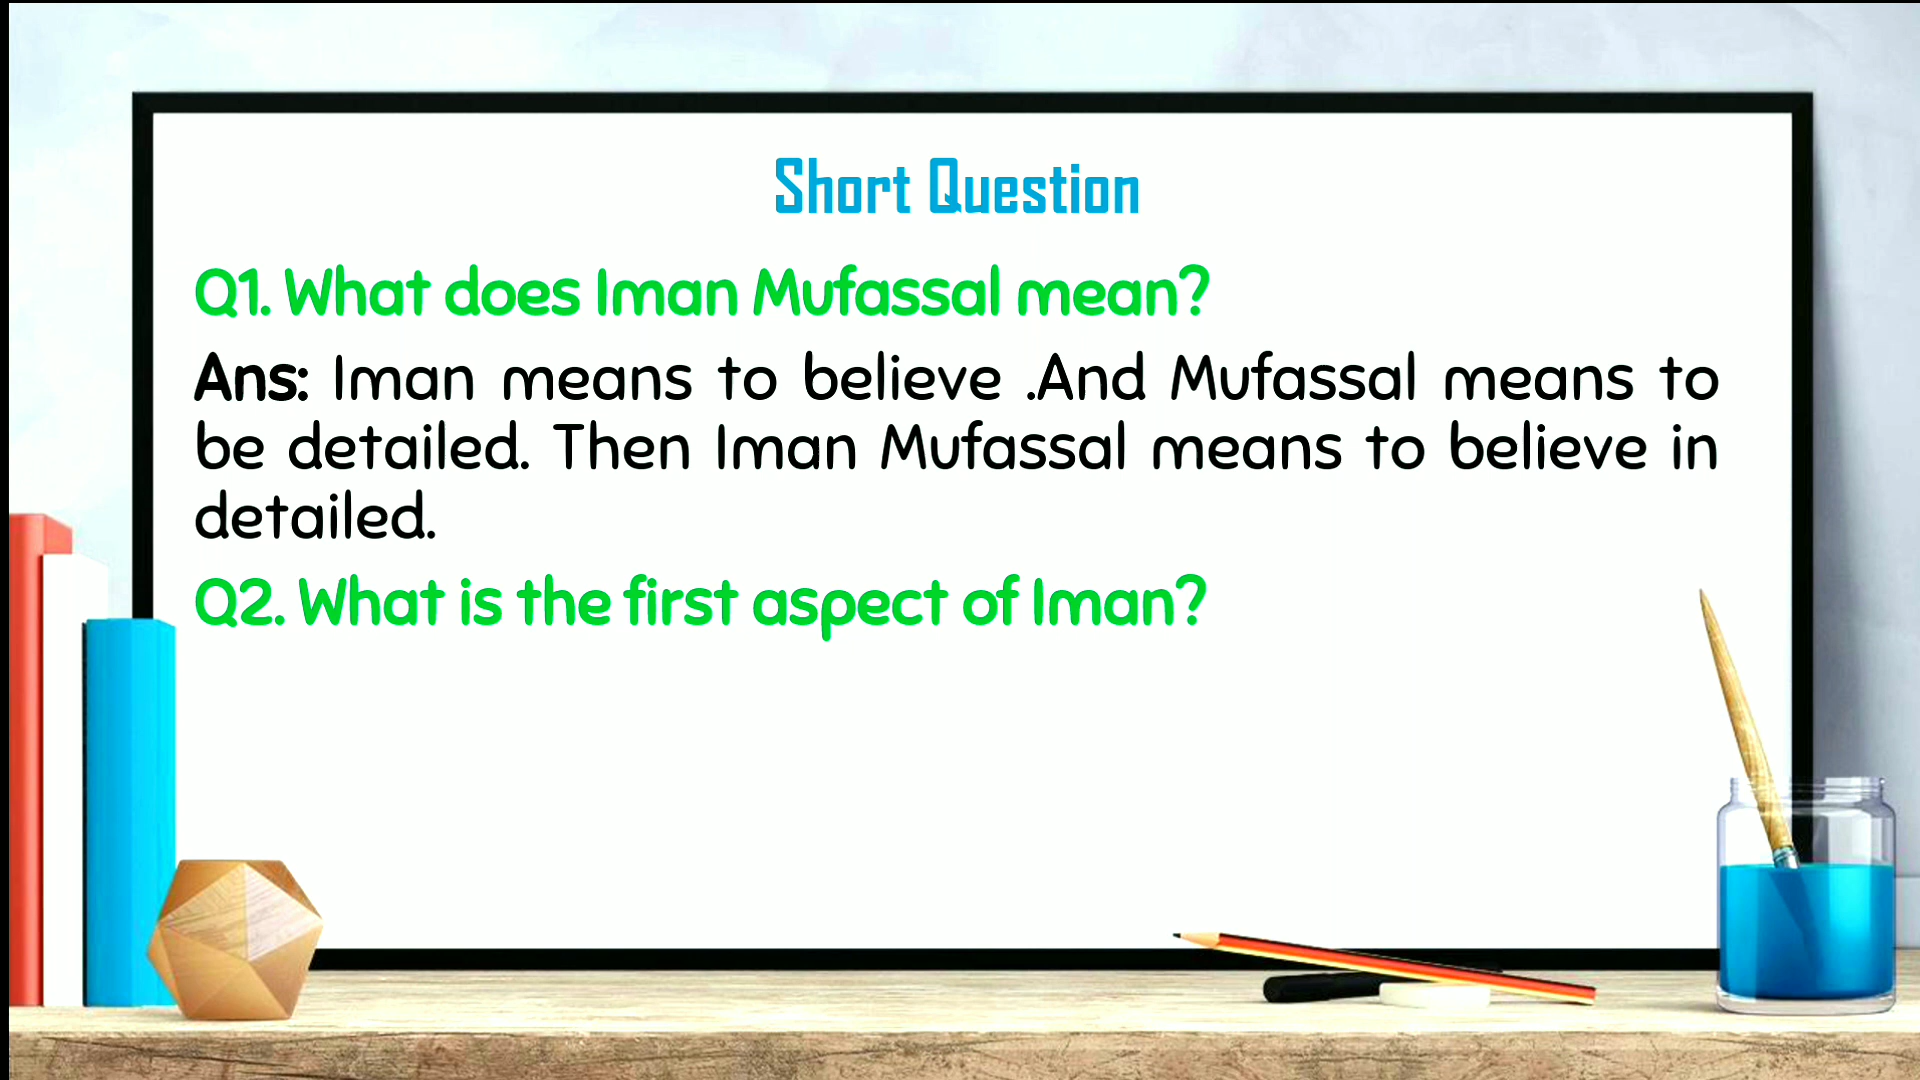 Short Question
Q1. What does Iman Mufassal mean?
Ans: Iman means to believe .And Mufassal means to
be detailed. Then Iman Mufassal means to believe in
detailed.
Q2. What is the first aspect of Iman?